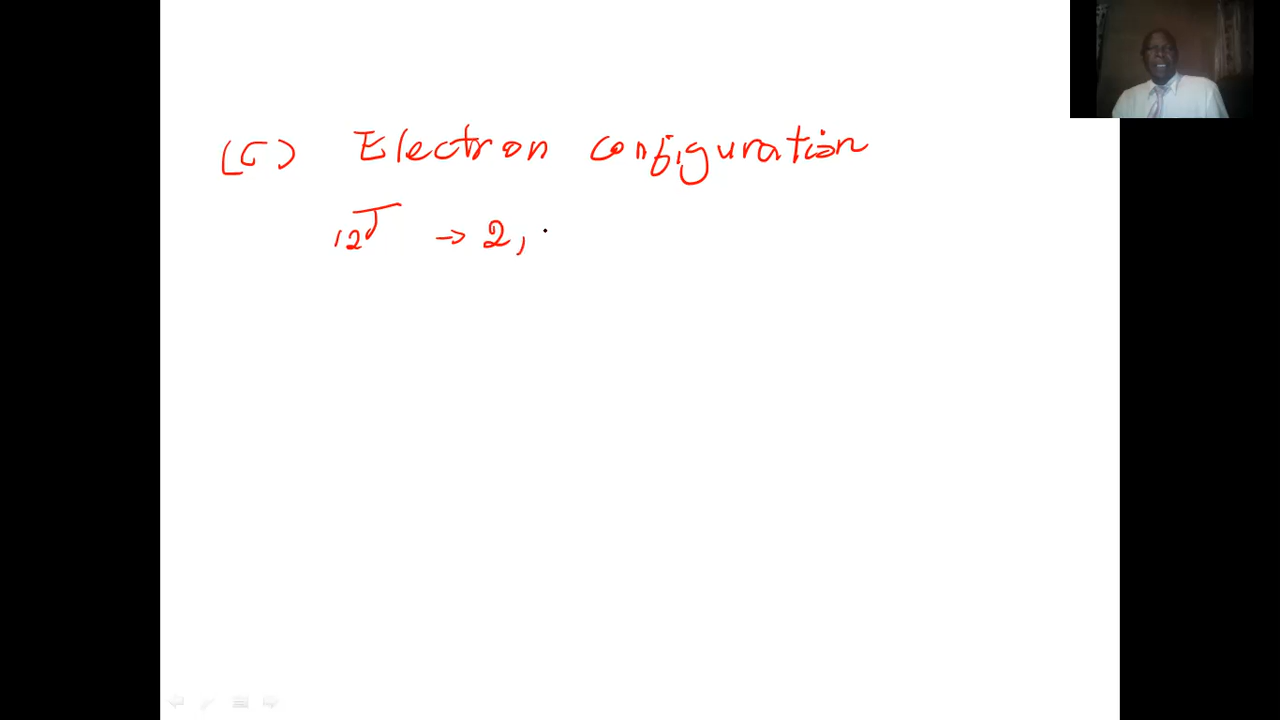 (c) Electron configuration
₁₂J → 2,